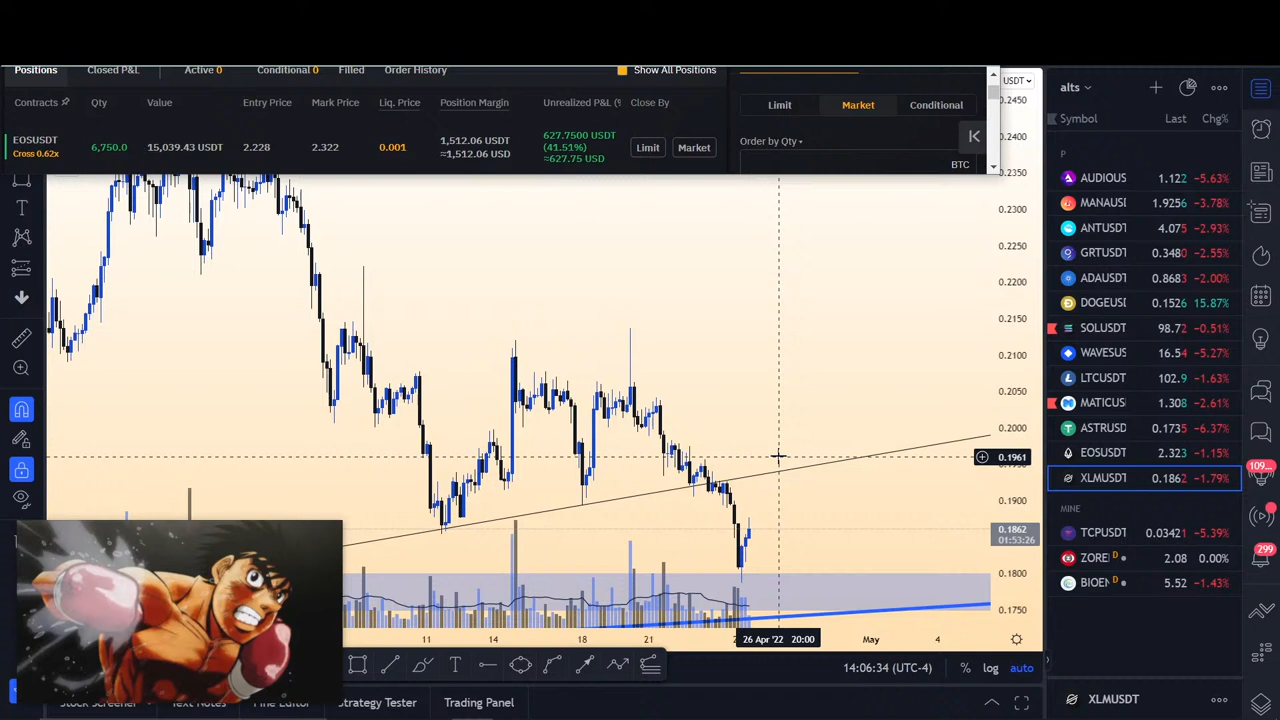 Positions Closed P&L Active 0 Conditional 0 Filled Order History Show All Positions
Contracts Qty Value Entry Price Mark Price Liq. Price Position Margin Unrealized P&L (% Close By
EOSUSDT
Cross 0.62x
6,750.0 15,039.43 USDT 2.228 2.322 0.001
1,512.06 USDT
≈1,512.06 USD
627.7500 USDT
(41.51%)
≈627.75 USD
Limit Market
Limit Market Conditional
Order by Qty
BTC
USDT
0.2450
0.2400
0.2350
0.2300
0.2250
0.2200
0.2150
0.2100
0.2050
0.2000
0.1961
0.1900
0.1862
01:53:26
0.1800
0.1750
11 14 18 21 26 Apr '22 20:00 May 4
14:06:34 (UTC-4) % log auto
Strategy Tester Trading Panel
alts
Symbol Last Chg%
P
AUDIOUS 1.122 −5.63%
MANAUSI 1.9256 −3.78%
ANTUSDT 4.075 −2.93%
GRTUSDT 0.3480 −2.55%
ADAUSDT 0.8683 −2.00%
DOGEUSI 0.1526 15.87%
SOLUSDT 98.72 −0.51%
WAVESUS 16.54 −5.27%
LTCUSDT 102.9 −1.63%
MATICUS 1.308 −2.61%
ASTRUSD 0.1735 −6.37%
EOSUSDT 2.323 −1.15%
XLMUSDT 0.1862 −1.79%
MINE
TCPUSDT 0.03421 −5.39%
ZORE D 2.08 0.00%
BIOEN D 5.52 −1.43%
XLMUSDT
109...
299